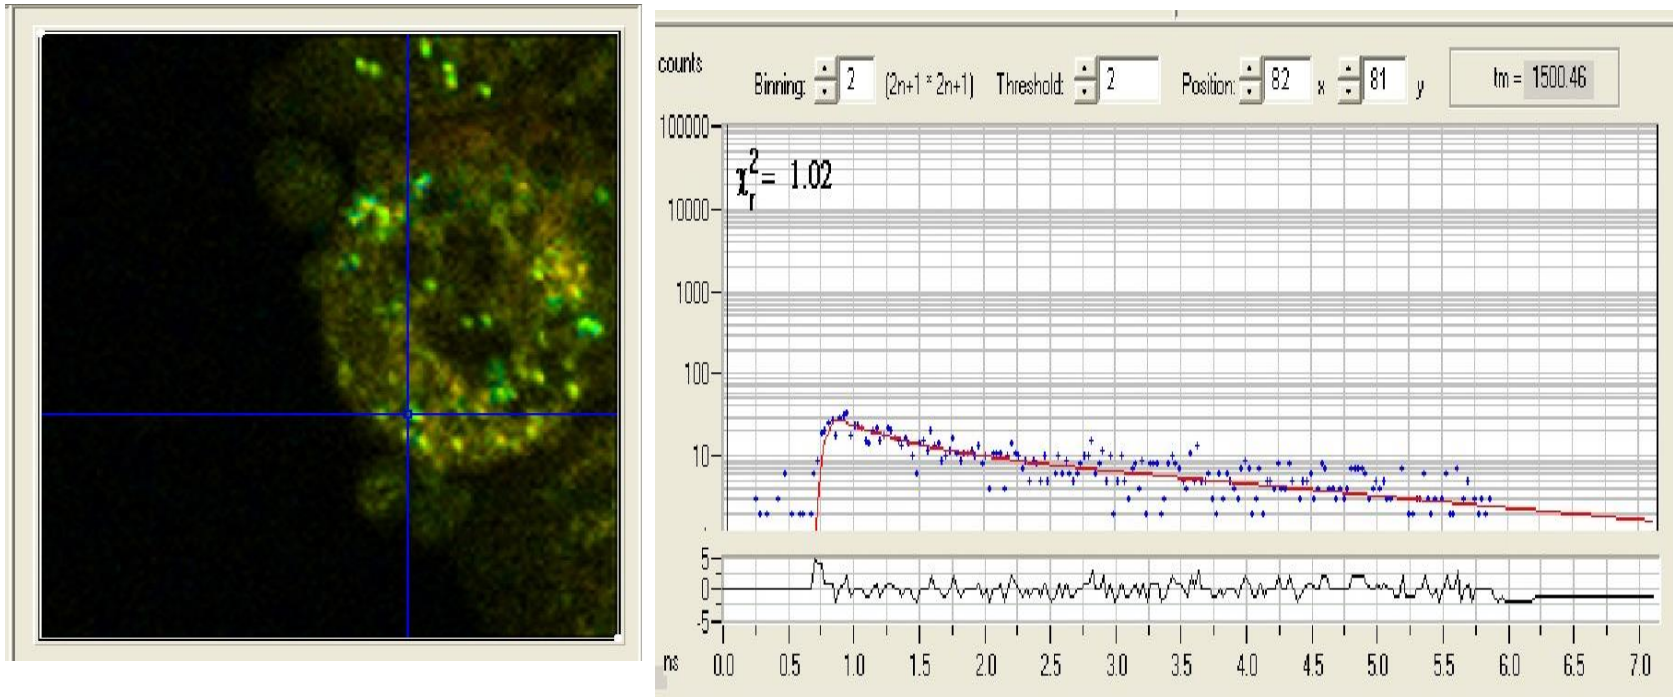 counts
Binning: 2 (2n+1 * 2n+1) Threshold: 2 Position: 82 x 81 y tm = 1500.46
100000
χ²r = 1.02
10000
1000
100
10
5
0
-5
ns 0.0 0.5 1.0 1.5 2.0 2.5 3.0 3.5 4.0 4.5 5.0 5.5 6.0 6.5 7.0